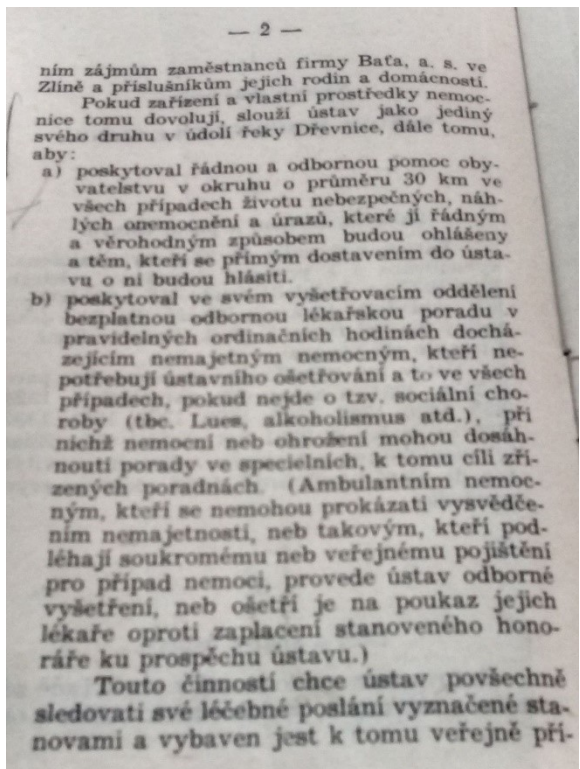 — 2 —
ním zájmům zaměstnanců firmy Baťa, a. s. ve
Zlíně a příslušníkům jejich rodin a domácností.
Pokud zařízení a vlastní prostředky nemoc-
nice tomu dovolují, slouží ústav jako jediný
svého druhu v údolí řeky Dřevnice, dále tomu,
aby:
a) poskytoval řádnou a odbornou pomoc oby-
vatelstvu v okruhu o průměru 30 km ve
všech případech životu nebezpečných, náh-
lých onemocnění a úrazů, které jí řádným
a věrohodným způsobem budou ohlášeny
a těm, kteří se přímým dostavením do ústa-
vu o ni budou hlásiti.
b) poskytoval ve svém vyšetřovacím oddělení
bezplatnou odbornou lékařskou poradu v
pravidelných ordinačních hodinách dochá-
zejícím nemajetným nemocným, kteří ne-
potřebují ústavního ošetřování a to ve všech
případech, pokud nejde o tzv. sociální cho-
roby (tbc. Lues, alkoholismus atd.), při
nichž nemocní neb ohrožení mohou dosáh-
nouti porady ve specielních, k tomu cíli zří-
zených poradnách. (Ambulantním nemoc-
ným, kteří se nemohou prokázati vysvědče-
ním nemajetnosti, neb takovým, kteří pod-
léhají soukromému neb veřejnému pojištění
pro případ nemoci, provede ústav odborné
vyšetření, neb ošetří je na poukaz jejich
lékaře oproti zaplacení stanoveného hono-
ráře ku prospěchu ústavu.)
Touto činností chce ústav povšechně
sledovati své léčebné poslání vyznačené sta-
novami a vybaven jest k tomu veřejně pří-